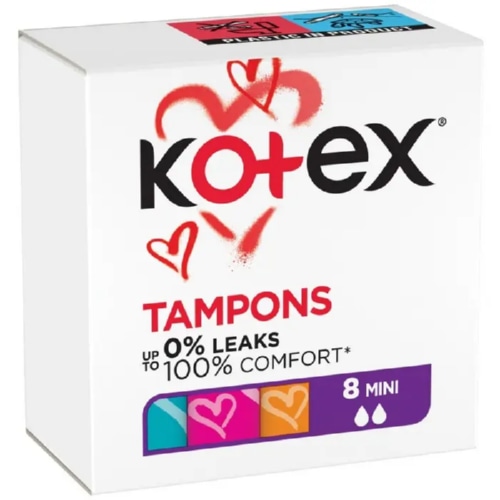 PLASTIC IN PRODUCT
Kotex®
TAMPONS
UP TO 0% LEAKS
100% COMFORT*
8 MINI